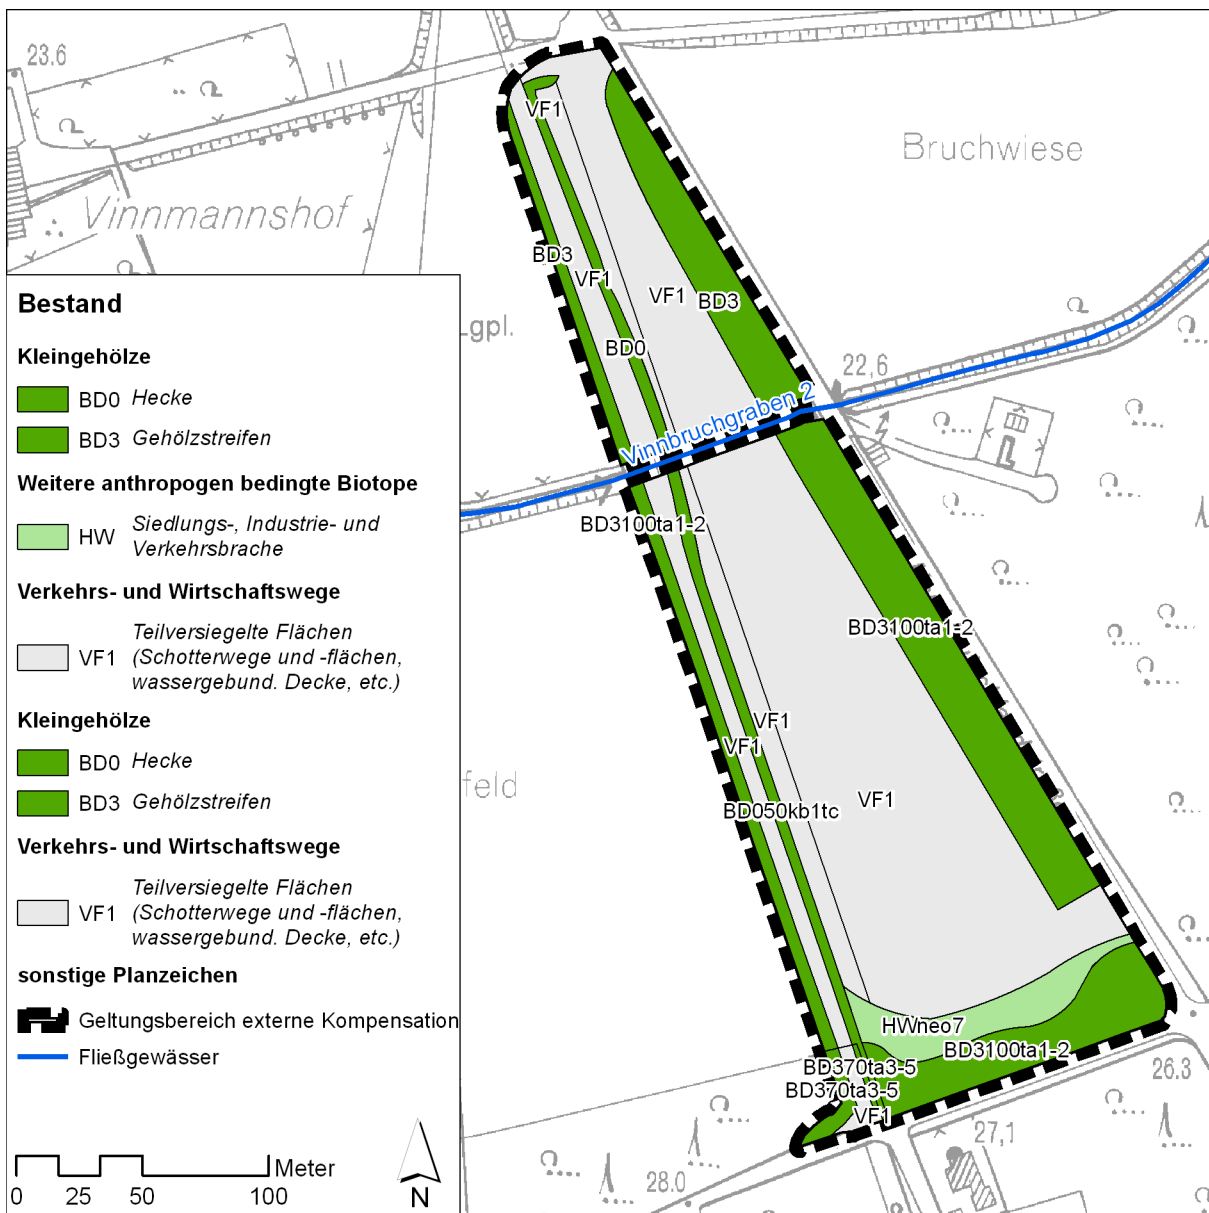 23.6
Vinnmannshof
Bruchwiese
Lgpl.
22,6
feld
26.3
27,1
28.0
VF1
BD3
VF1
VF1
BD3
BD0
Vinnbruchgraben 2
BD3100ta1-2
BD3100ta1-2
VF1
VF1
VF1
BD050kb1tc
HWneo7
BD3100ta1-2
BD370ta3-5
BD370ta3-5
VF1
Bestand
Kleingehölze
BD0 Hecke
BD3 Gehölzstreifen
Weitere anthropogen bedingte Biotope
HW Siedlungs-, Industrie- und
Verkehrsbrache
Verkehrs- und Wirtschaftswege
Teilversiegelte Flächen
VF1 (Schotterwege und -flächen,
wassergebund. Decke, etc.)
Kleingehölze
BD0 Hecke
BD3 Gehölzstreifen
Verkehrs- und Wirtschaftswege
Teilversiegelte Flächen
VF1 (Schotterwege und -flächen,
wassergebund. Decke, etc.)
sonstige Planzeichen
Geltungsbereich externe Kompensation
Fließgewässer
Meter
0 25 50 100
N